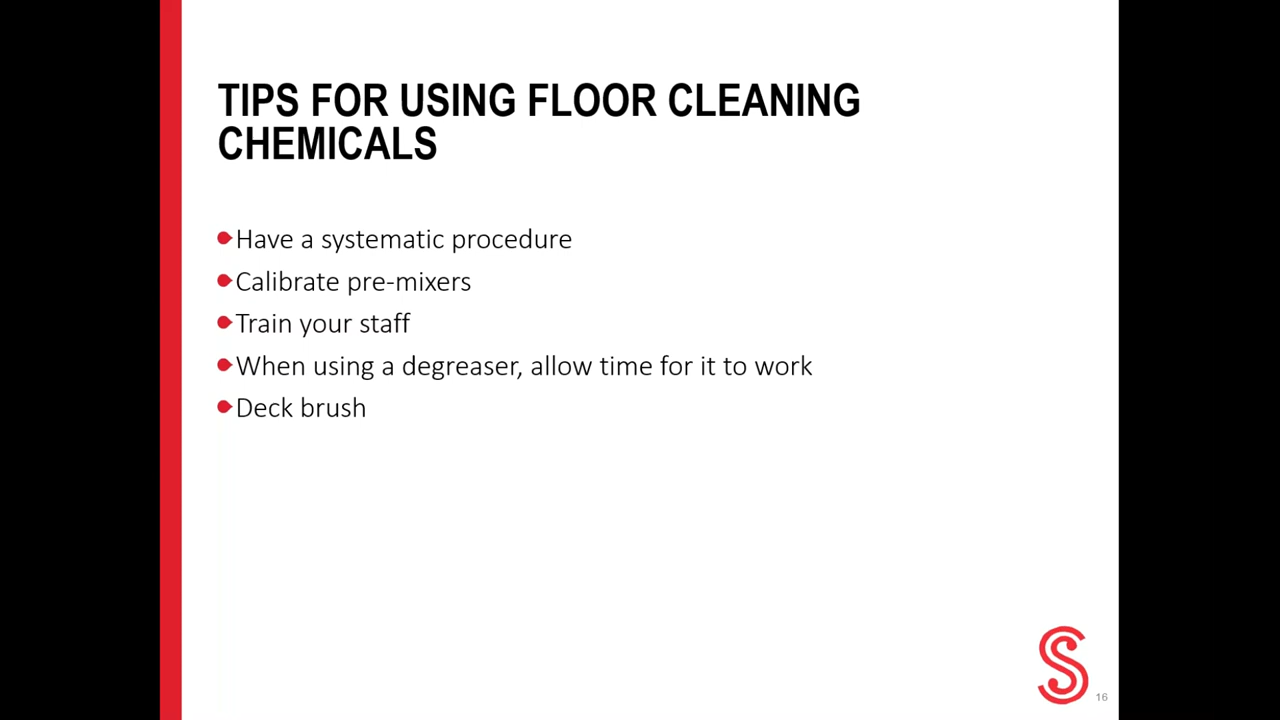 TIPS FOR USING FLOOR CLEANING
CHEMICALS
Have a systematic procedure
Calibrate pre-mixers
Train your staff
When using a degreaser, allow time for it to work
Deck brush
S
16